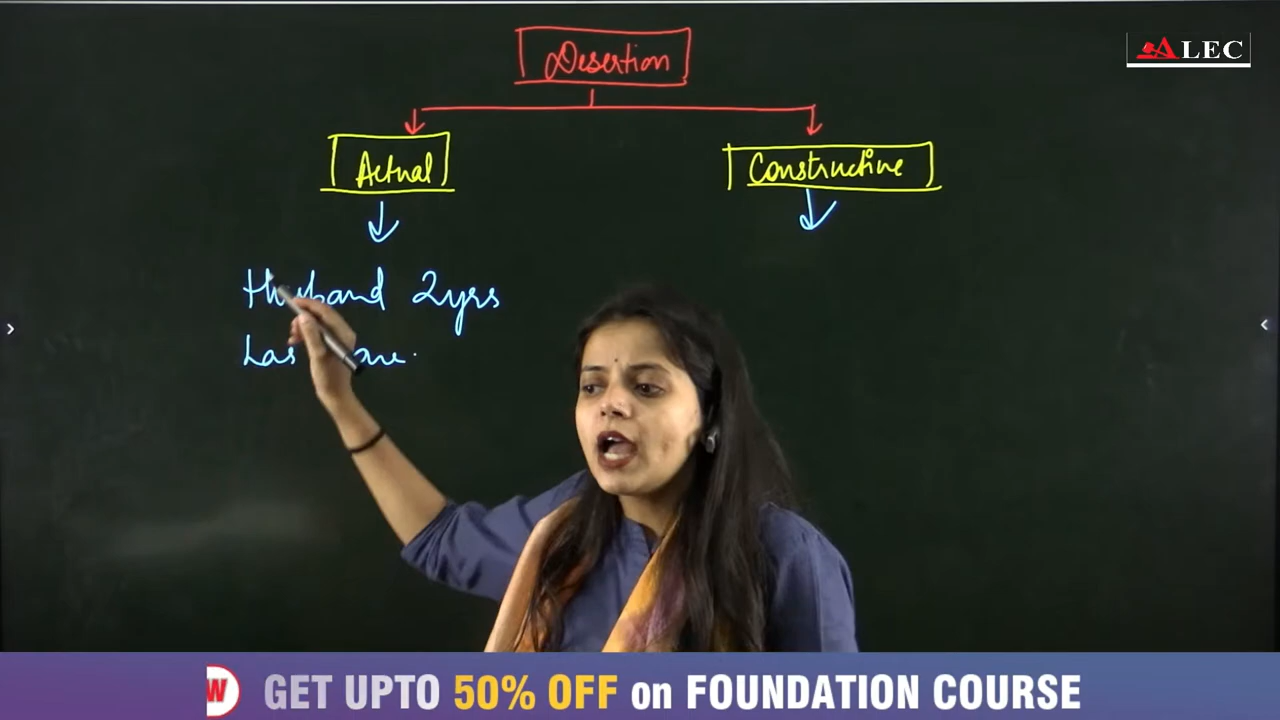 Desertion
ALEC
Actual
Constructive
Husband 2yrs
W GET UPTO 50% OFF on FOUNDATION COURSE